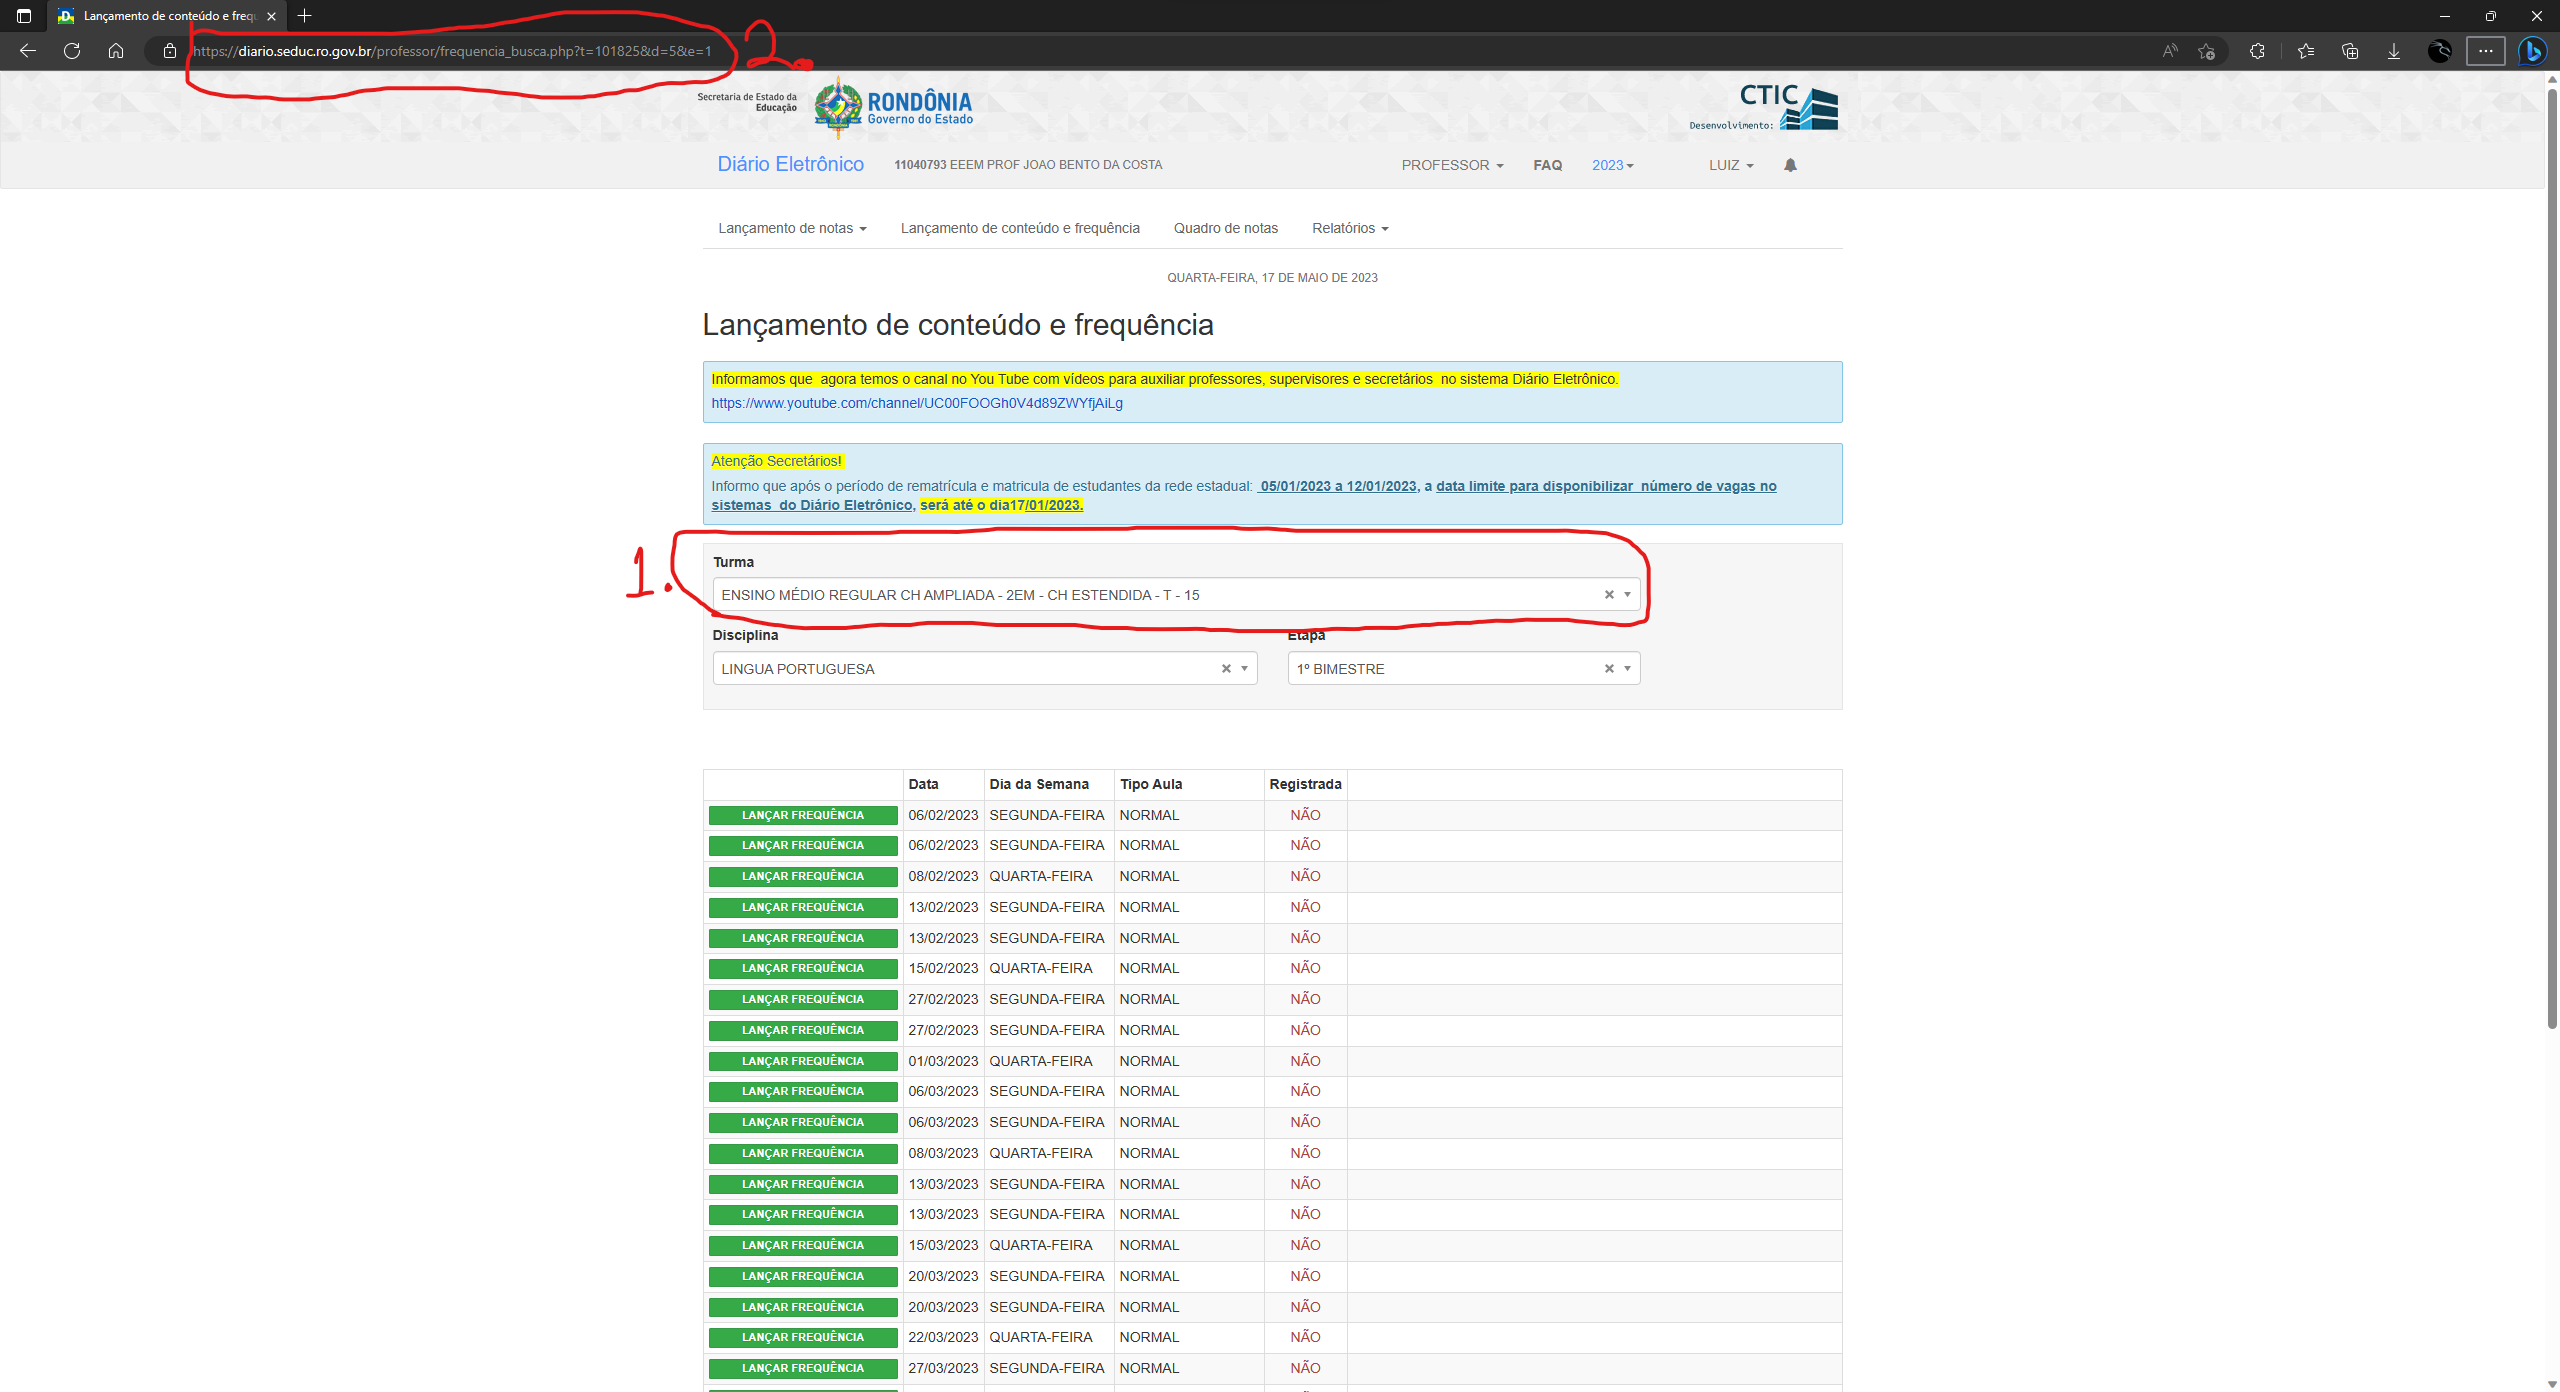 Lançamento de conteúdo e frequ
https://diario.seduc.ro.gov.br/professor/frequencia_busca.php?t=101825&d=5&e=1
2.
Secretaria de Estado da
Educação
RONDÔNIA
Governo do Estado
CTIC
Desenvolvimento:
Diário Eletrônico 11040793 EEEM PROF JOAO BENTO DA COSTA PROFESSOR FAQ 2023 LUIZ
Lançamento de notas Lançamento de conteúdo e frequência Quadro de notas Relatórios
QUARTA-FEIRA, 17 DE MAIO DE 2023
Lançamento de conteúdo e frequência
Informamos que agora temos o canal no You Tube com vídeos para auxiliar professores, supervisores e secretários no sistema Diário Eletrônico.
https://www.youtube.com/channel/UC00FOOGh0V4d89ZWYfjAiLg
Atenção Secretários!
Informo que após o período de rematrícula e matricula de estudantes da rede estadual: 05/01/2023 a 12/01/2023, a data limite para disponibilizar número de vagas no
sistemas do Diário Eletrônico, será até o dia17/01/2023.
1.
Turma
ENSINO MÉDIO REGULAR CH AMPLIADA - 2EM - CH ESTENDIDA - T - 15
Disciplina Etapa
LINGUA PORTUGUESA 1º BIMESTRE
Data Dia da Semana Tipo Aula Registrada
LANÇAR FREQUÊNCIA 06/02/2023 SEGUNDA-FEIRA NORMAL NÃO
LANÇAR FREQUÊNCIA 06/02/2023 SEGUNDA-FEIRA NORMAL NÃO
LANÇAR FREQUÊNCIA 08/02/2023 QUARTA-FEIRA NORMAL NÃO
LANÇAR FREQUÊNCIA 13/02/2023 SEGUNDA-FEIRA NORMAL NÃO
LANÇAR FREQUÊNCIA 13/02/2023 SEGUNDA-FEIRA NORMAL NÃO
LANÇAR FREQUÊNCIA 15/02/2023 QUARTA-FEIRA NORMAL NÃO
LANÇAR FREQUÊNCIA 27/02/2023 SEGUNDA-FEIRA NORMAL NÃO
LANÇAR FREQUÊNCIA 27/02/2023 SEGUNDA-FEIRA NORMAL NÃO
LANÇAR FREQUÊNCIA 01/03/2023 QUARTA-FEIRA NORMAL NÃO
LANÇAR FREQUÊNCIA 06/03/2023 SEGUNDA-FEIRA NORMAL NÃO
LANÇAR FREQUÊNCIA 06/03/2023 SEGUNDA-FEIRA NORMAL NÃO
LANÇAR FREQUÊNCIA 08/03/2023 QUARTA-FEIRA NORMAL NÃO
LANÇAR FREQUÊNCIA 13/03/2023 SEGUNDA-FEIRA NORMAL NÃO
LANÇAR FREQUÊNCIA 13/03/2023 SEGUNDA-FEIRA NORMAL NÃO
LANÇAR FREQUÊNCIA 15/03/2023 QUARTA-FEIRA NORMAL NÃO
LANÇAR FREQUÊNCIA 20/03/2023 SEGUNDA-FEIRA NORMAL NÃO
LANÇAR FREQUÊNCIA 20/03/2023 SEGUNDA-FEIRA NORMAL NÃO
LANÇAR FREQUÊNCIA 22/03/2023 QUARTA-FEIRA NORMAL NÃO
LANÇAR FREQUÊNCIA 27/03/2023 SEGUNDA-FEIRA NORMAL NÃO